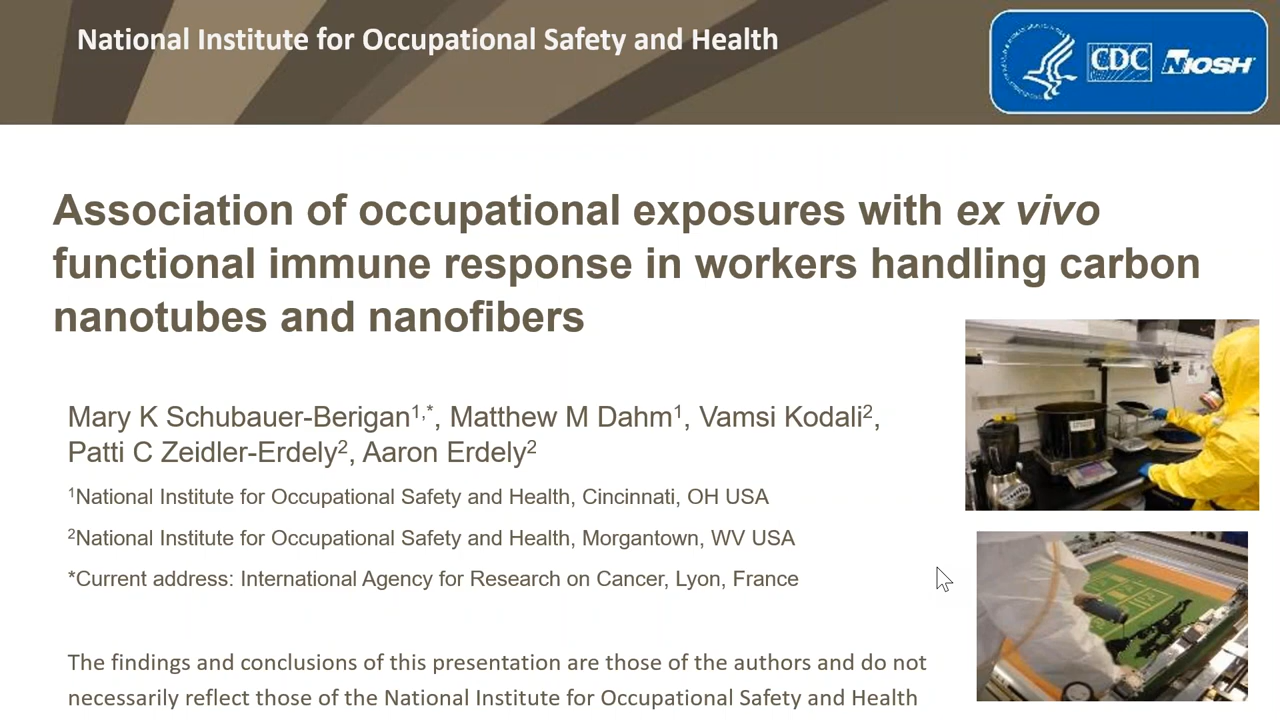 National Institute for Occupational Safety and Health
CDC NIOSH
Association of occupational exposures with ex vivo
functional immune response in workers handling carbon
nanotubes and nanofibers
Mary K Schubauer-Berigan1,*, Matthew M Dahm1, Vamsi Kodali2,
Patti C Zeidler-Erdely2, Aaron Erdely2
1National Institute for Occupational Safety and Health, Cincinnati, OH USA
2National Institute for Occupational Safety and Health, Morgantown, WV USA
*Current address: International Agency for Research on Cancer, Lyon, France
The findings and conclusions of this presentation are those of the authors and do not
necessarily reflect those of the National Institute for Occupational Safety and Health